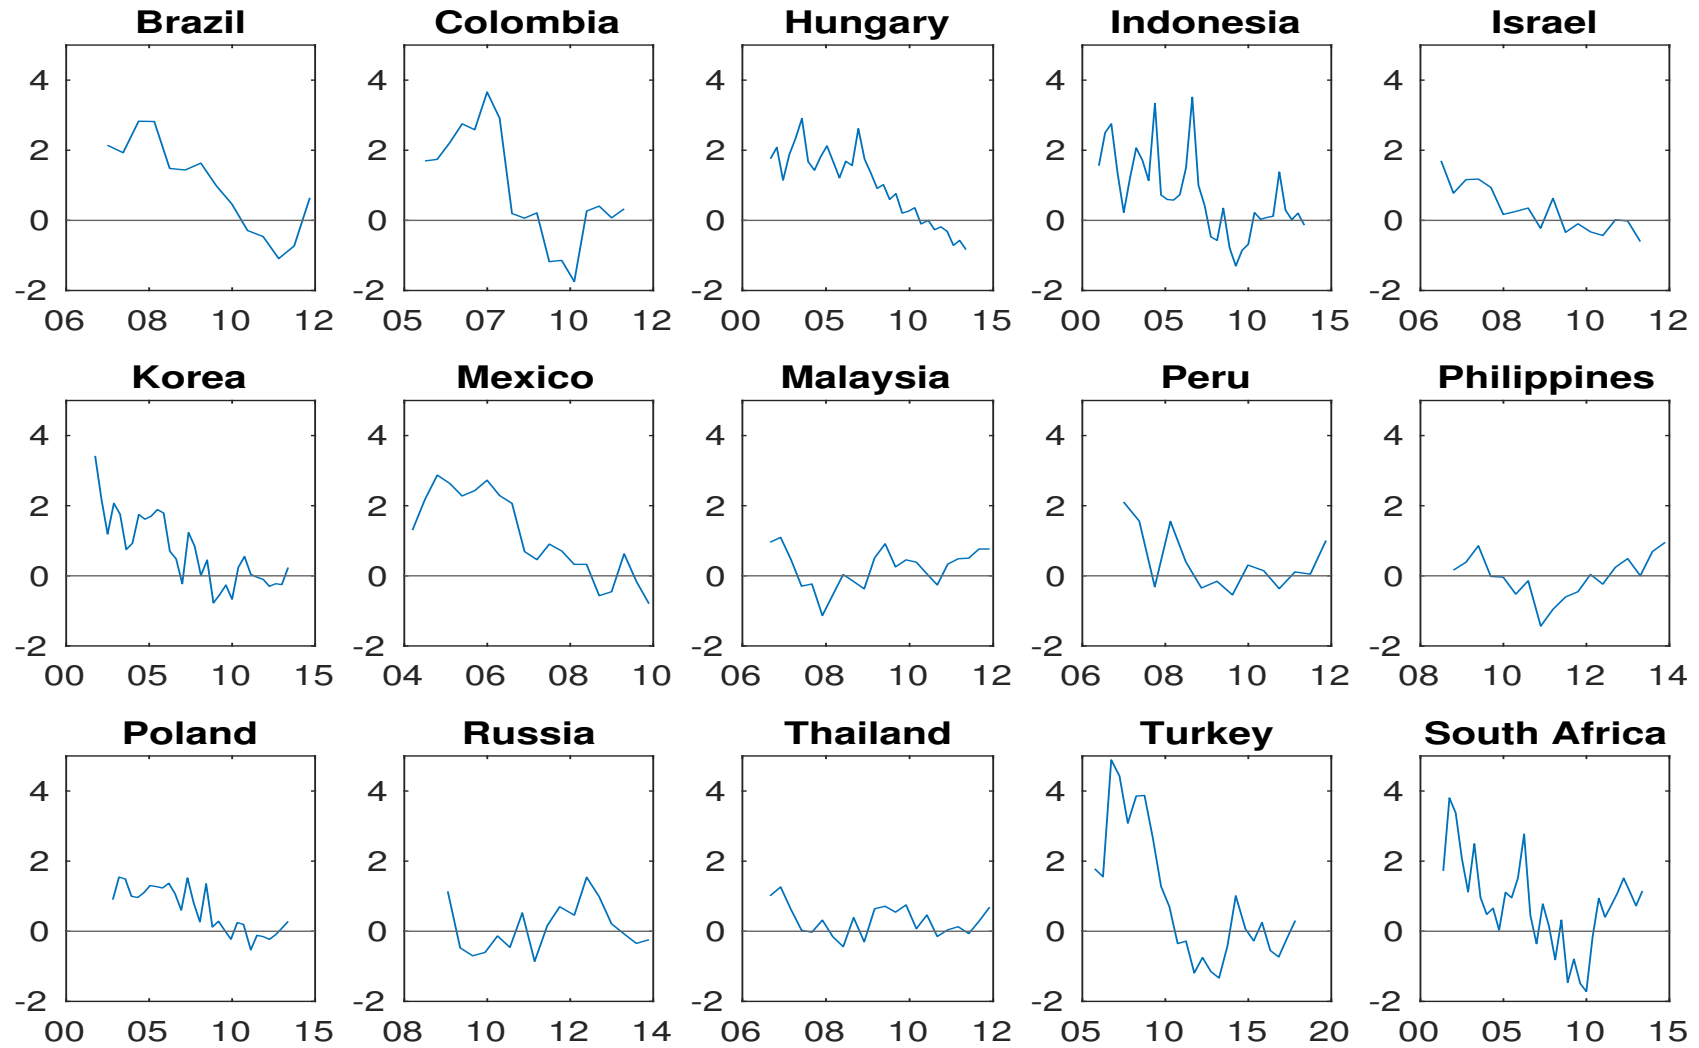 Brazil Colombia Hungary Indonesia Israel
4 4 4 4 4
2 2 2 2 2
0 0 0 0 0
-2 -2 -2 -2 -2
06 08 10 12 05 07 10 12 00 05 10 15 00 05 10 15 06 08 10 12
Korea Mexico Malaysia Peru Philippines
4 4 4 4 4
2 2 2 2 2
0 0 0 0 0
-2 -2 -2 -2 -2
00 05 10 15 04 06 08 10 06 08 10 12 06 08 10 12 08 10 12 14
Poland Russia Thailand Turkey South Africa
4 4 4 4 4
2 2 2 2 2
0 0 0 0 0
-2 -2 -2 -2 -2
00 05 10 15 08 10 12 14 06 08 10 12 05 10 15 20 00 05 10 15